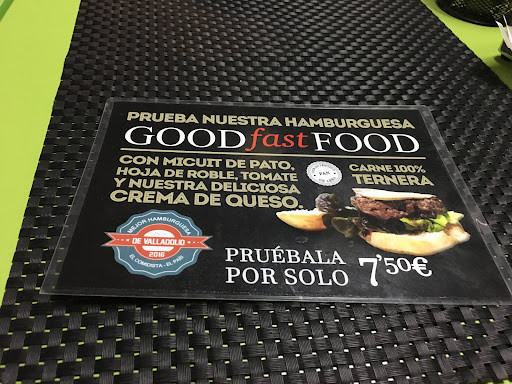 PRUEBA NUESTRA HAMBURGUESA
GOOD fast FOOD
CON MICUIT DE PATO,
HOJA DE ROBLE, TOMATE
Y NUESTRA DELICIOSA
CREMA DE QUESO.
PAN
CARNE 100%
TERNERA
MEJOR HAMBURGUESA
DE VALLADOLID
2016
EL COMIDISTA - EL PAÍS
PRUÉBALA
POR SOLO 7'50€